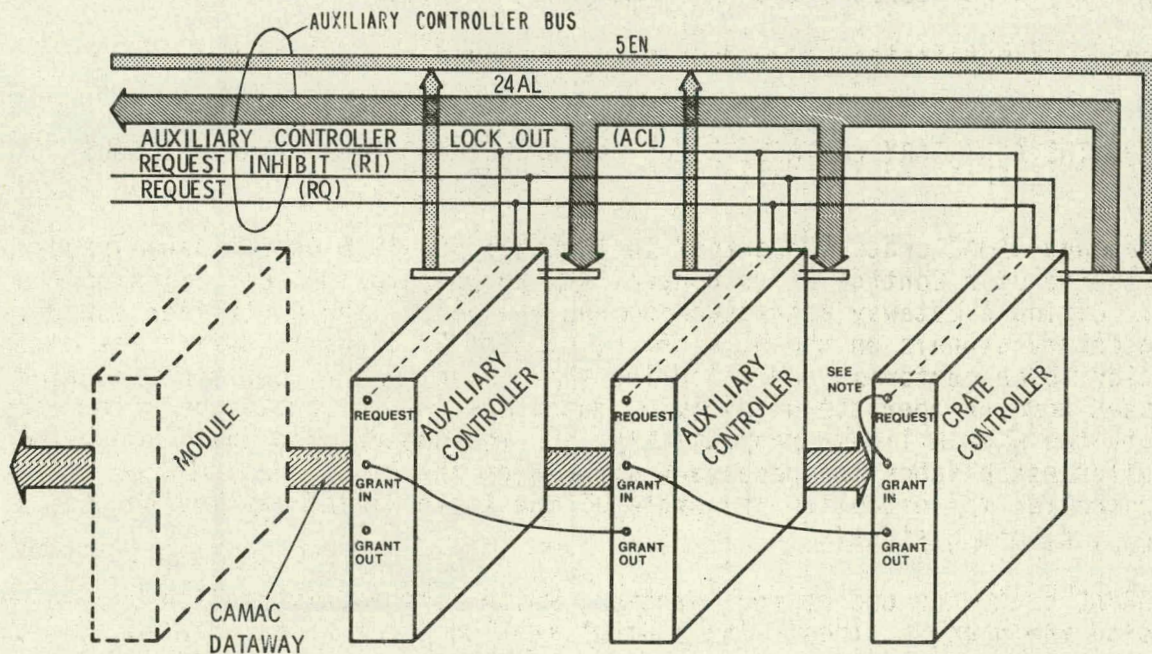 AUXILIARY CONTROLLER BUS
5EN
24AL
AUXILIARY CONTROLLER LOCK OUT (ACL)
REQUEST INHIBIT (RI)
REQUEST (RQ)
MODULE
REQUEST
GRANT
IN
GRANT
OUT
AUXILIARY
CONTROLLER
REQUEST
GRANT
IN
GRANT
OUT
AUXILIARY
CONTROLLER
SEE
NOTE
REQUEST
GRANT
IN
GRANT
OUT
CRATE
CONTROLLER
CAMAC
DATAWAY